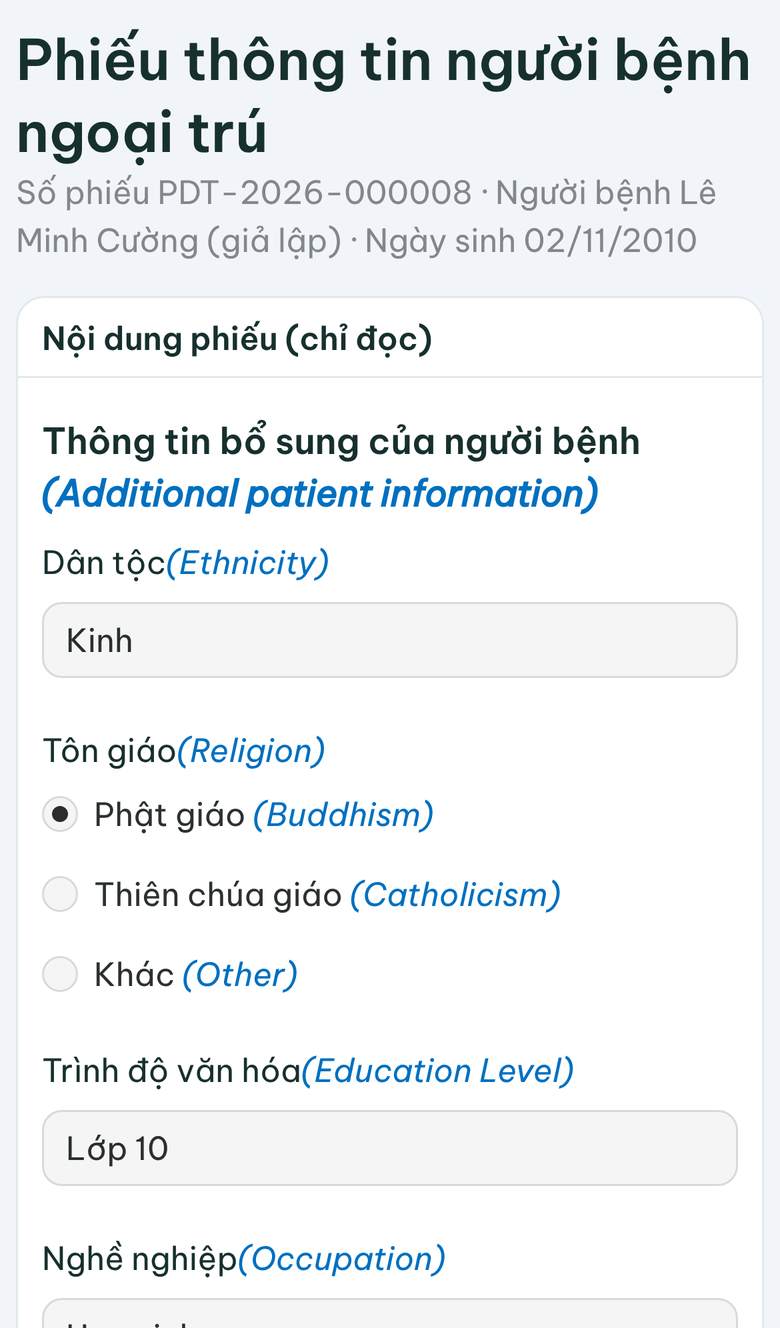 Phiếu thông tin người bệnh
ngoại trú
Số phiếu PDT-2026-000008 · Người bệnh Lê
Minh Cường (giả lập) · Ngày sinh 02/11/2010
Nội dung phiếu (chỉ đọc)
Thông tin bổ sung của người bệnh
(Additional patient information)
Dân tộc(Ethnicity)
Kinh
Tôn giáo(Religion)
Phật giáo (Buddhism)
Thiên chúa giáo (Catholicism)
Khác (Other)
Trình độ văn hóa(Education Level)
Lớp 10
Nghề nghiệp(Occupation)